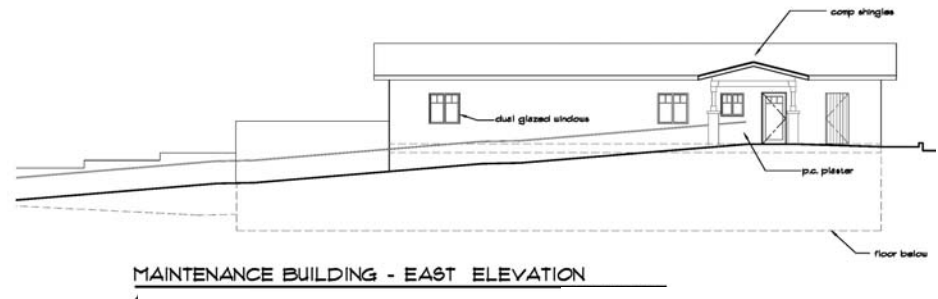 comp shingles
dual glazed windows
p.c. plaster
floor below
MAINTENANCE BUILDING - EAST ELEVATION